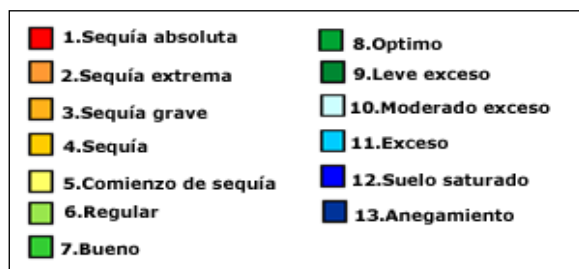 1.Sequía absoluta
2.Sequía extrema
3.Sequía grave
4.Sequía
5.Comienzo de sequía
6.Regular
7.Bueno
8.Optimo
9.Leve exceso
10.Moderado exceso
11.Exceso
12.Suelo saturado
13.Anegamiento